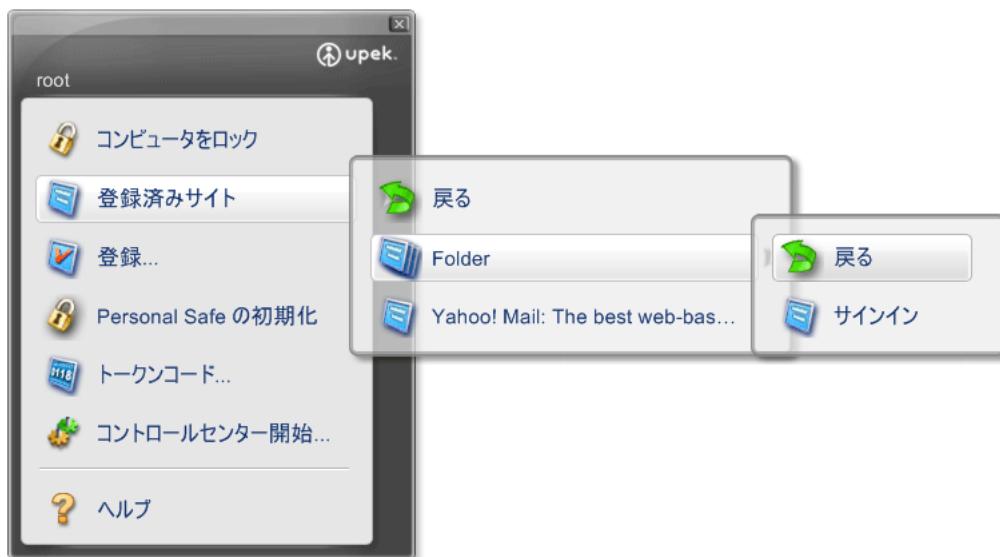 upek.
root
コンピュータをロック
登録済みサイト
登録...
Personal Safe の初期化
トークンコード...
コントロールセンター開始...
ヘルプ
戻る
Folder
Yahoo! Mail: The best web-bas...
戻る
サインイン